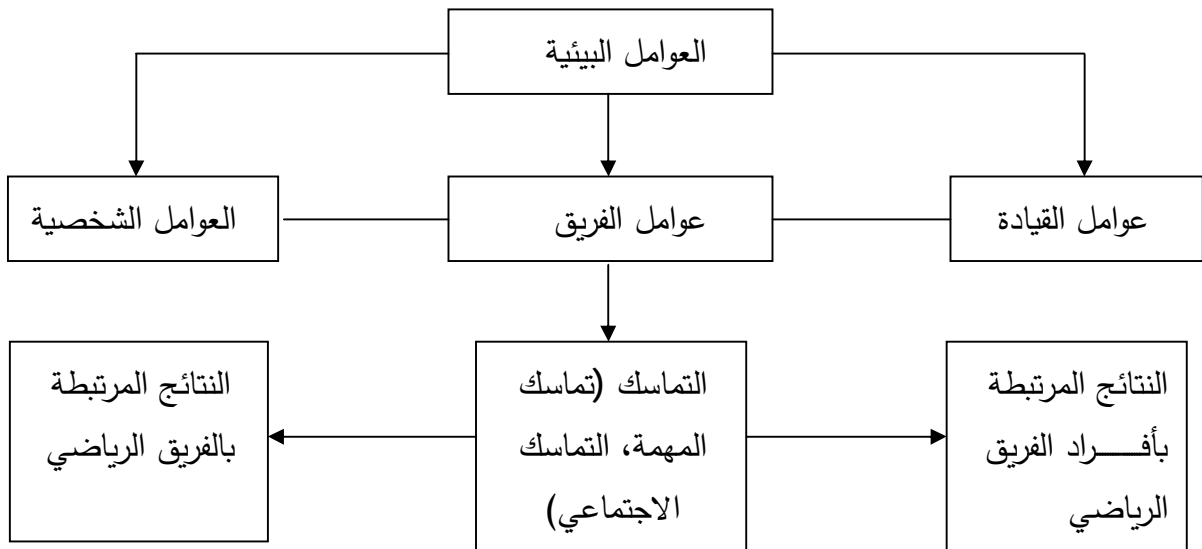 العوامل البيئية
عوامل القيادة
عوامل الفريق
العوامل الشخصية
النتائج المرتبطة
بأفـــــراد الفريق
الرياضي
التماسك (تماسك
المهمة، التماسك
الاجتماعي)
النتائج المرتبطة
بالفريق الرياضي